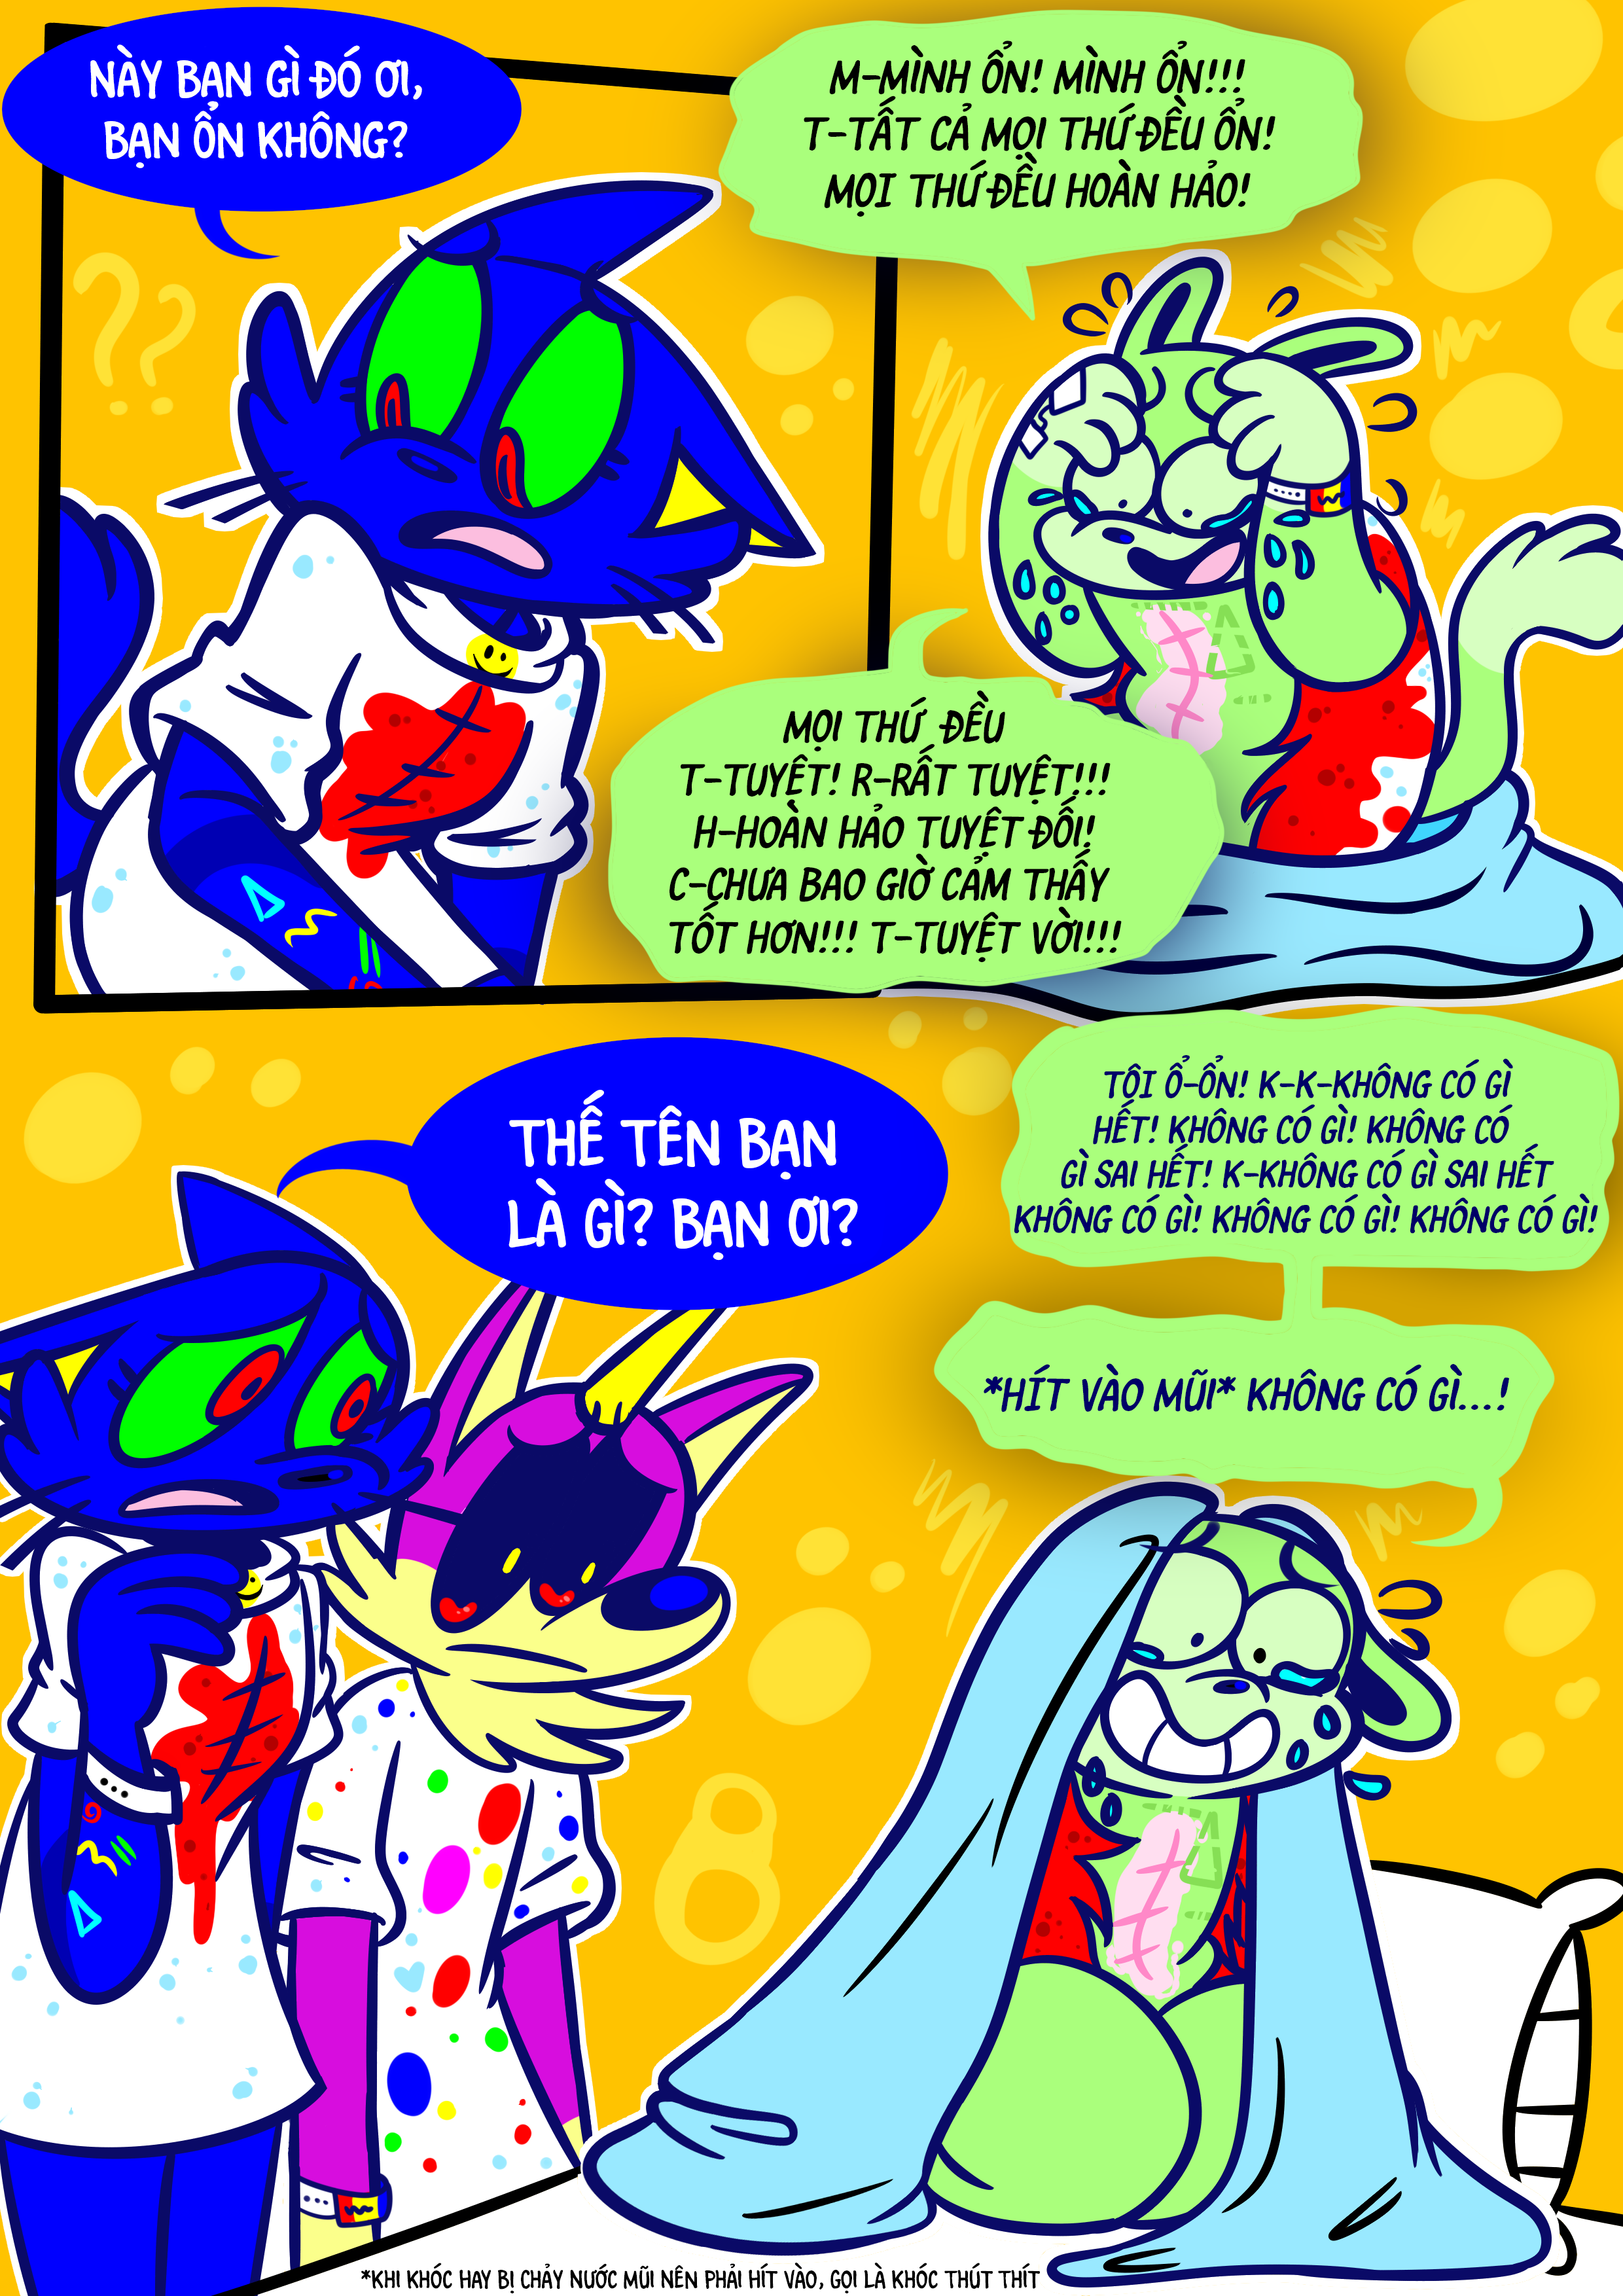 NÀY BẠN GÌ ĐÓ ƠI,
BẠN ỔN KHÔNG?
M-MÌNH ỔN! MÌNH ỔN!!!
T-TẤT CẢ MỌI THỨ ĐỀU ỔN!
MỌI THỨ ĐỀU HOÀN HẢO!
MỌI THỨ ĐỀU
T-TUYỆT! R-RẤT TUYỆT!!!
H-HOÀN HẢO TUYỆT ĐỐI!
C-CHƯA BAO GIỜ CẢM THẤY
TỐT HƠN!!! T-TUYỆT VỜI!!!
THẾ TÊN BẠN
LÀ GÌ? BẠN ƠI?
TÔI Ổ-ỔN! K-K-KHÔNG CÓ GÌ
HẾT! KHÔNG CÓ GÌ! KHÔNG CÓ
GÌ SAI HẾT! K-KHÔNG CÓ GÌ SAI HẾT
KHÔNG CÓ GÌ! KHÔNG CÓ GÌ! KHÔNG CÓ GÌ!
*HÍT VÀO MŨI* KHÔNG CÓ GÌ...!
*KHI KHÓC HAY BỊ CHẢY NƯỚC MŨI NÊN PHẢI HÍT VÀO, GỌI LÀ KHÓC THÚT THÍT